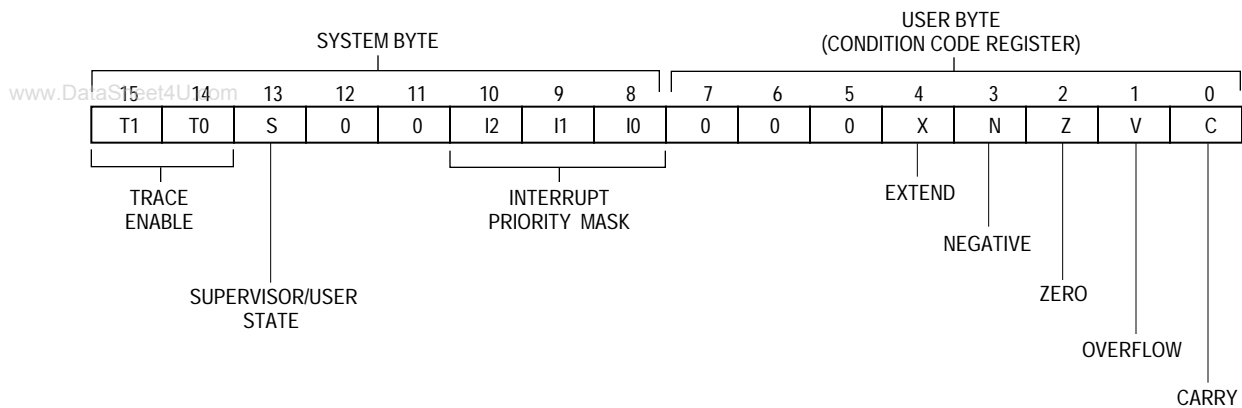 USER BYTE
SYSTEM BYTE
(CONDITION CODE REGISTER)
www.DataSheet4U.com
15 14 13 12 11 10 9 8 7 6 5 4 3 2 1 0
T1 T0 S 0 0 I2 I1 I0 0 0 0 X N Z V C
TRACE
ENABLE
INTERRUPT
PRIORITY MASK
EXTEND
NEGATIVE
SUPERVISOR/USER
STATE
ZERO
OVERFLOW
CARRY